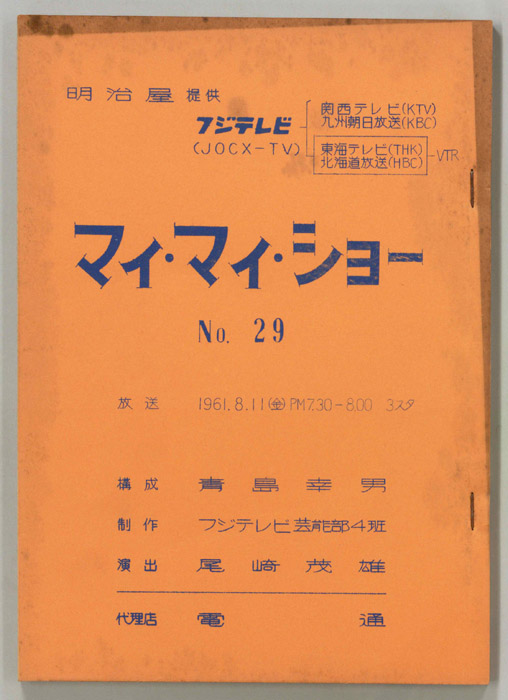 明治屋 提供
フジテレビ
(JOCX-TV)
関西テレビ(KTV)
九州朝日放送(KBC)
東海テレビ(THK)
北海道放送(HBC)
-VTR
マイ・マイ・ショー
No. 29
放送 1961.8.11(金)PM7.30-8.00 3スタ
構成 青島幸男
制作 フジテレビ芸能部4班
演出 尾崎茂雄
代理店 電通